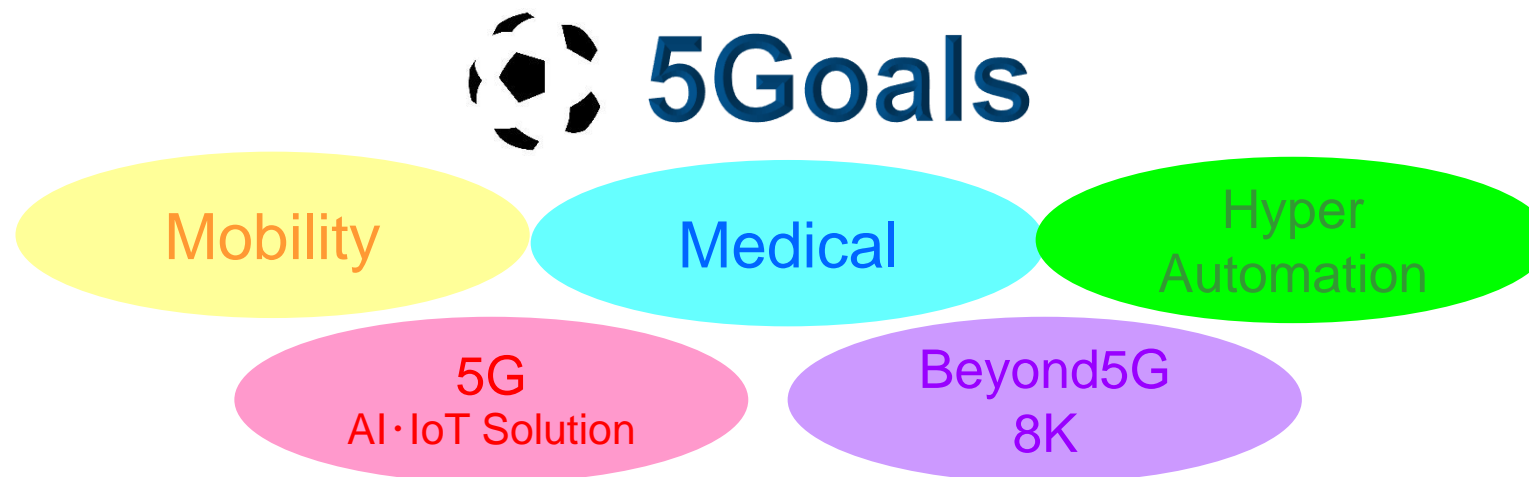 5Goals
Mobility
Medical
Hyper
Automation
5G
AI・IoT Solution
Beyond5G
8K